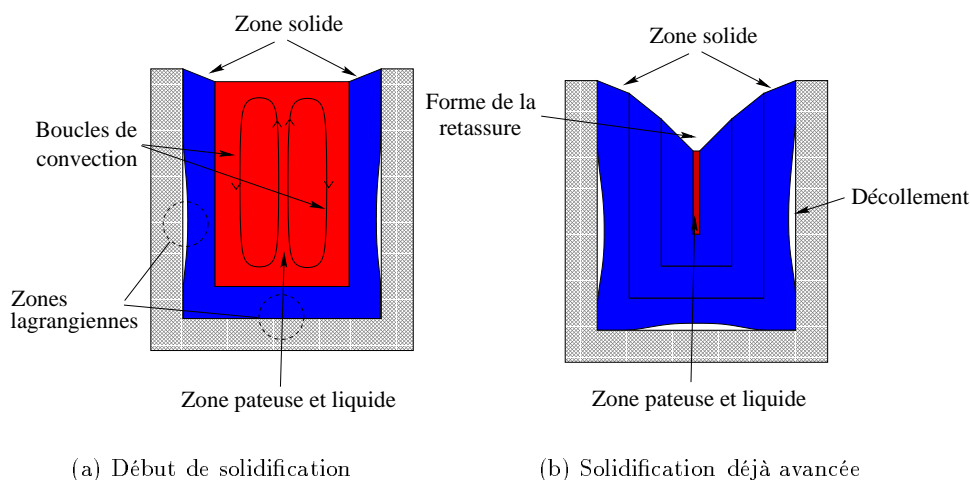 Zone solide
Boucles de
convection
Zones
lagrangiennes
Zone pateuse et liquide
(a) Début de solidification
Zone solide
Forme de la
retassure
Décollement
Zone pateuse et liquide
(b) Solidification déjà avancée